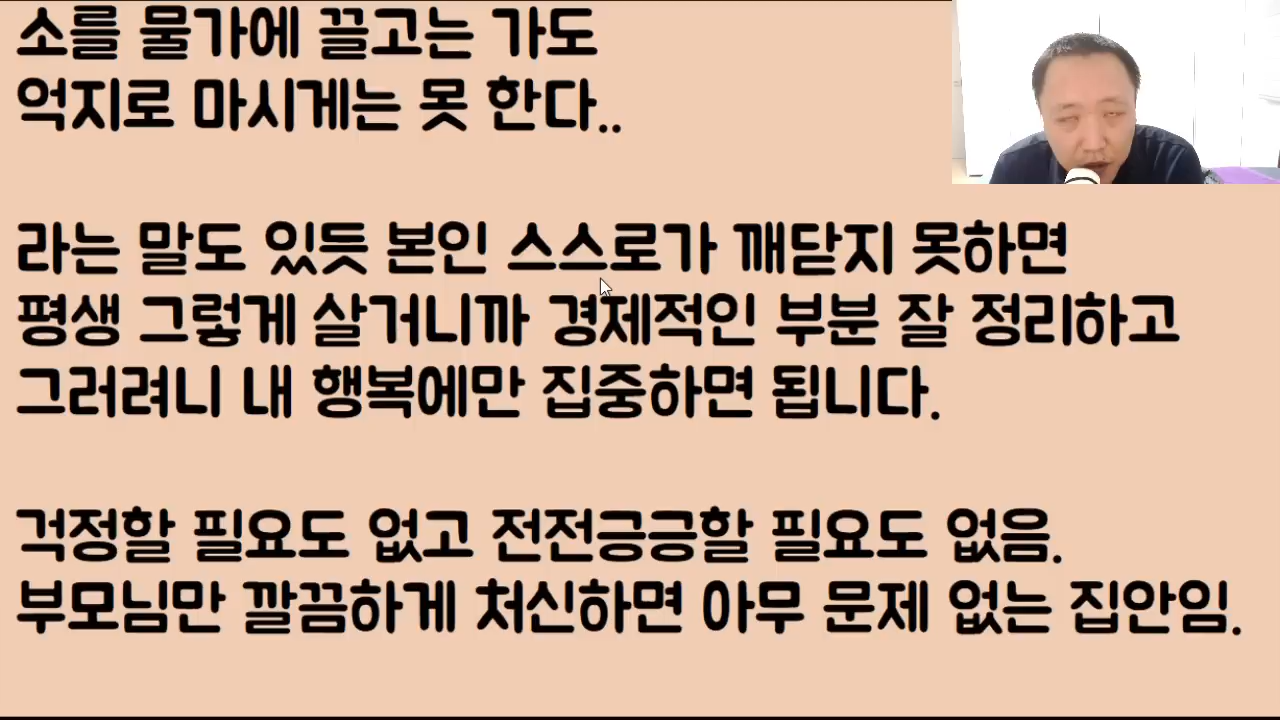 소를 물가에 끌고는 가도
억지로 마시게는 못 한다..
라는 말도 있듯 본인 스스로가 깨닫지 못하면
평생 그렇게 살거니까 경제적인 부분 잘 정리하고
그러려니 내 행복에만 집중하면 됩니다.
걱정할 필요도 없고 전전긍긍할 필요도 없음.
부모님만 깔끔하게 처신하면 아무 문제 없는 집안임.